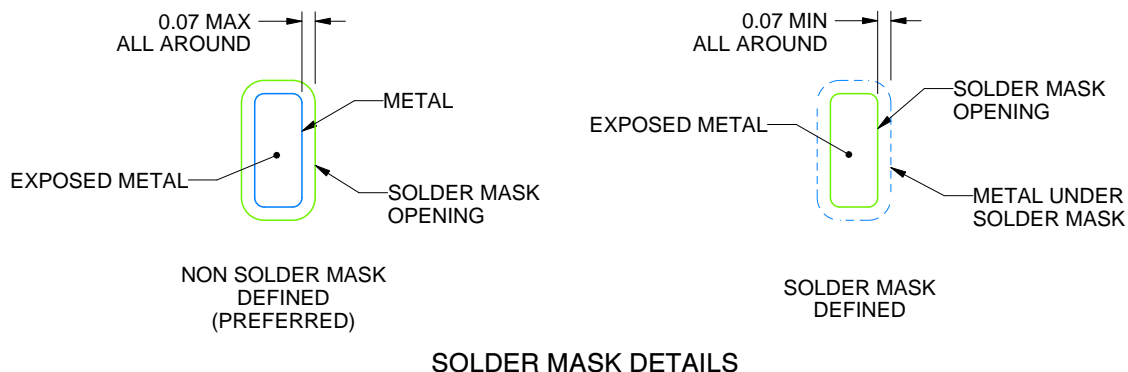 0.07 MAX
ALL AROUND
METAL
EXPOSED METAL
SOLDER MASK
OPENING
NON SOLDER MASK
DEFINED
(PREFERRED)
0.07 MIN
ALL AROUND
SOLDER MASK
OPENING
EXPOSED METAL
METAL UNDER
SOLDER MASK
SOLDER MASK
DEFINED
SOLDER MASK DETAILS